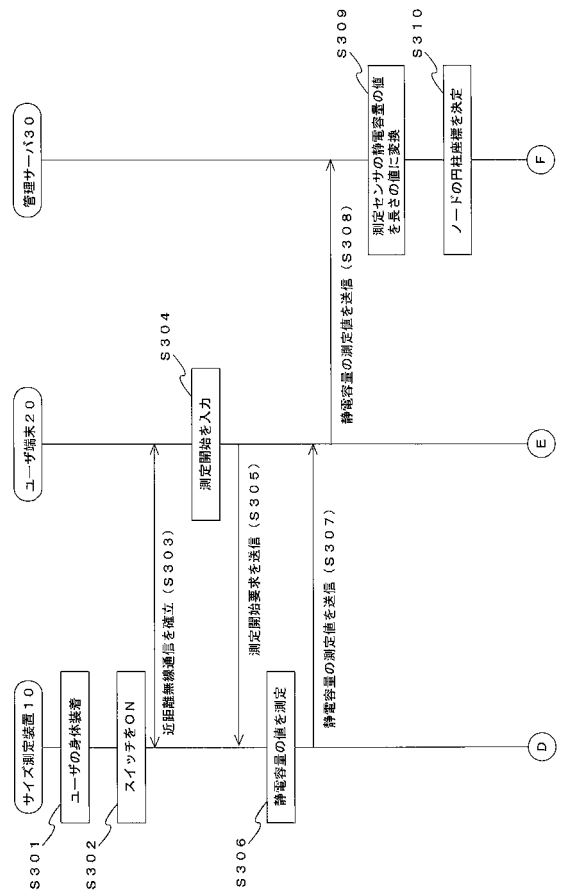 サイズ測定装置１０
ユーザ端末２０
管理サーバ３０
Ｓ３０１
ユーザの身体装着
Ｓ３０２
スイッチをＯＮ
近距離無線通信を確立（Ｓ３０３）
Ｓ３０４
測定開始を入力
測定開始要求を送信（Ｓ３０５）
Ｓ３０６
静電容量の値を測定
静電容量の測定値を送信（Ｓ３０７）
静電容量の測定値を送信（Ｓ３０８）
Ｓ３０９
測定センサの静電容量の値
を長さの値に変換
Ｓ３１０
ノードの円柱座標を決定
Ｄ
Ｅ
Ｆ